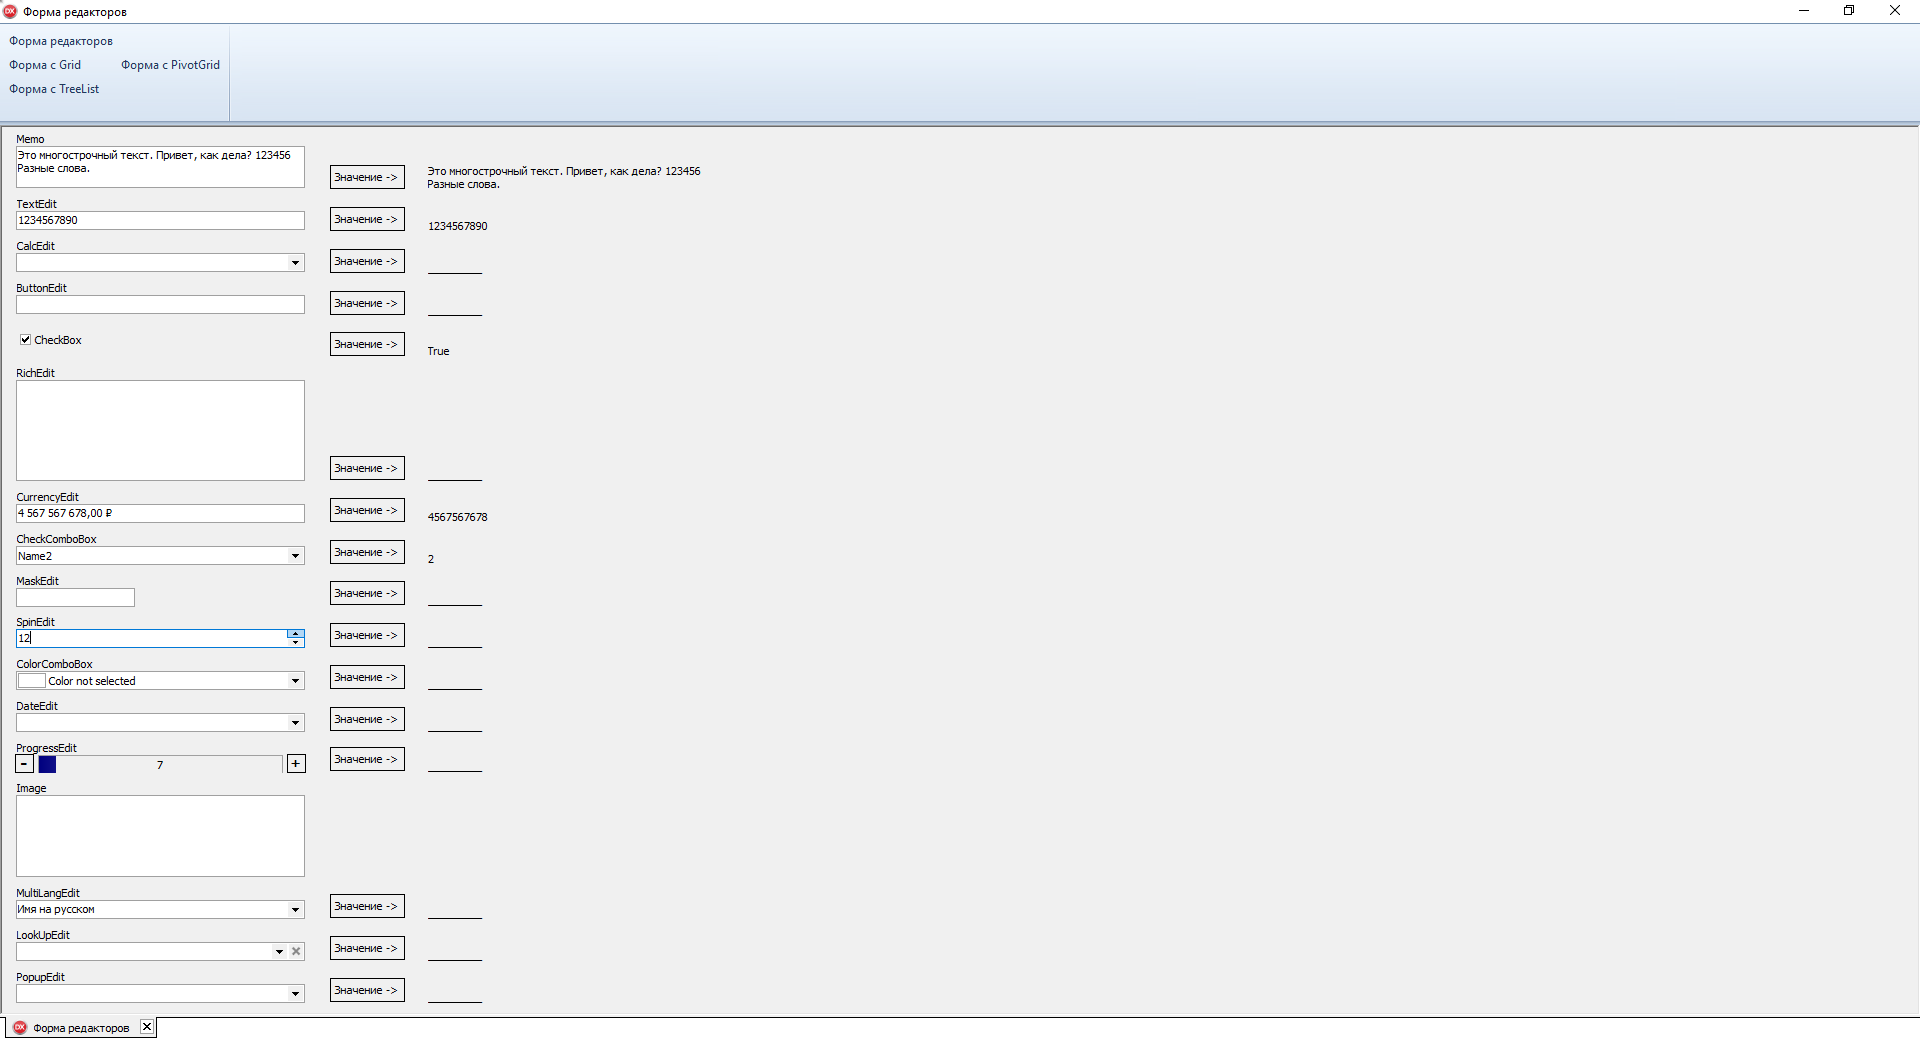 Форма редакторов
Форма редакторов
Форма с Grid Форма с PivotGrid
Форма с TreeList
Memo
Это многострочный текст. Привет, как дела? 123456
Разные слова.
Значение ->
Это многострочный текст. Привет, как дела? 123456
Разные слова.
TextEdit
1234567890
Значение ->
1234567890
CalcEdit
Значение ->
ButtonEdit
Значение ->
CheckBox
Значение ->
True
RichEdit
Значение ->
CurrencyEdit
4 567 567 678,00 ₽
Значение ->
4567567678
CheckComboBox
Name2
Значение ->
2
MaskEdit
Значение ->
SpinEdit
12
Значение ->
ColorComboBox
Color not selected
Значение ->
DateEdit
Значение ->
ProgressEdit
- 7 +
Значение ->
Image
MultiLangEdit
Имя на русском
Значение ->
LookUpEdit
Значение ->
PopupEdit
Значение ->
DX Форма редакторов